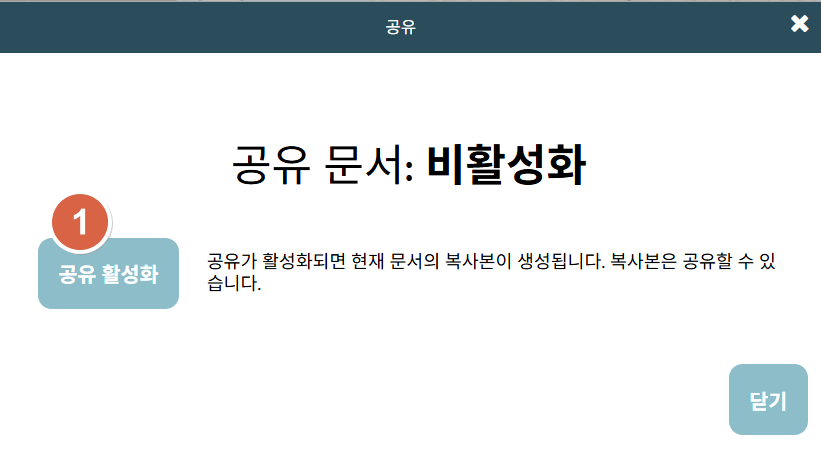 공유
공유 문서: 비활성화
1
공유 활성화
공유가 활성화되면 현재 문서의 복사본이 생성됩니다. 복사본은 공유할 수 있
습니다.
닫기